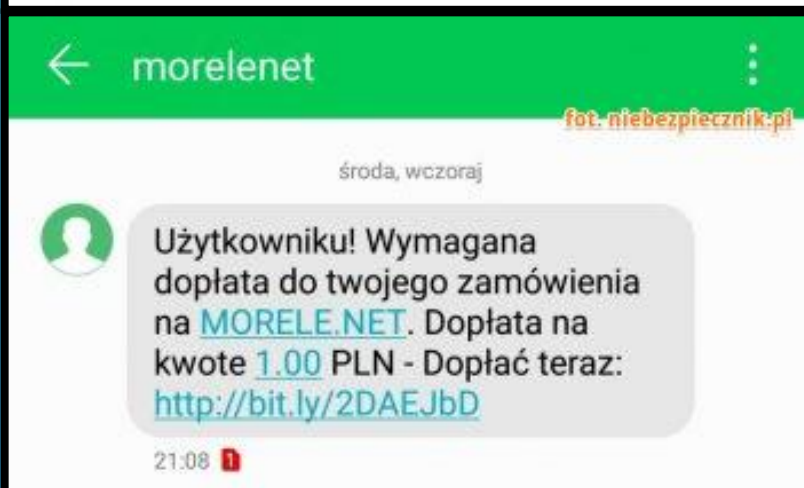 morelenet
fot. niebezpiecznik.pl
środa, wczoraj
Użytkowniku! Wymagana
dopłata do twojego zamówienia
na MORELE.NET. Dopłata na
kwote 1.00 PLN - Dopłać teraz:
http://bit.ly/2DAEJbD
21:08 1